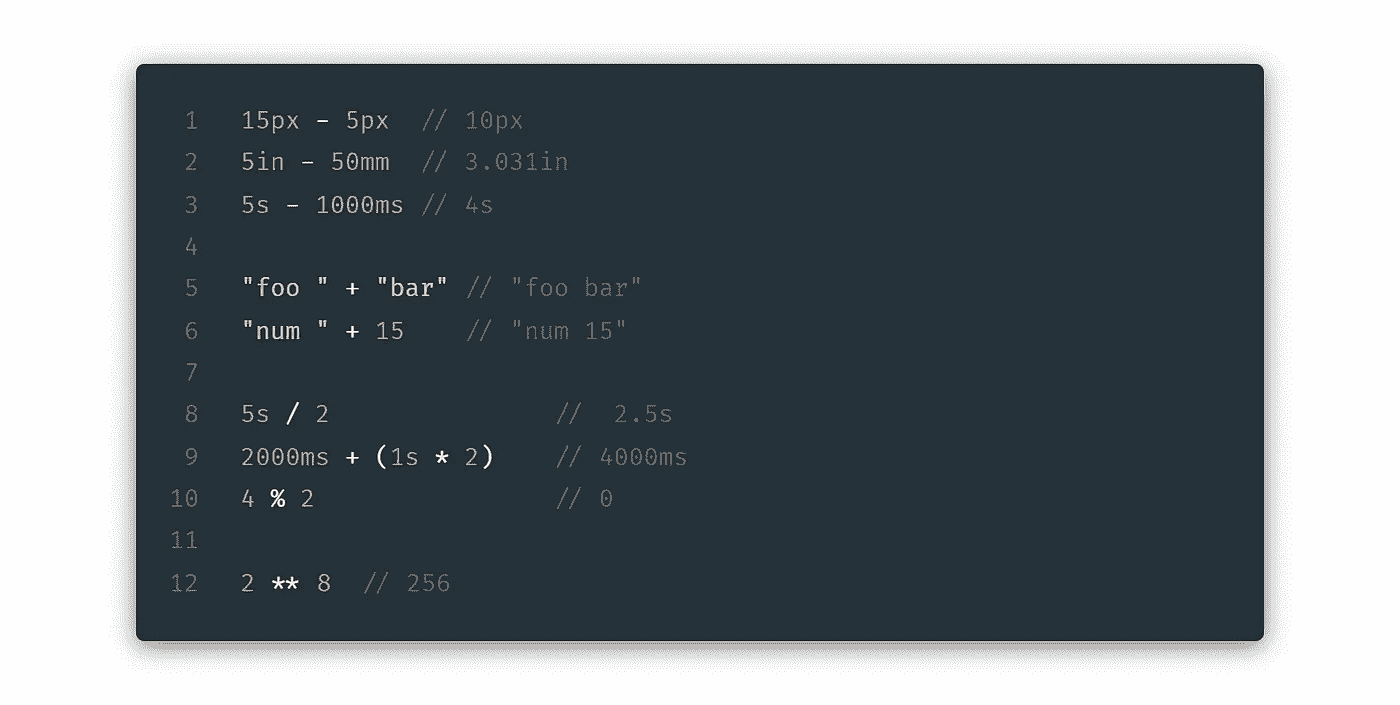 1 15px - 5px // 10px
2 5in - 50mm // 3.031in
3 5s - 1000ms // 4s
4
5 "foo " + "bar" // "foo bar"
6 "num " + 15 // "num 15"
7
8 5s / 2 // 2.5s
9 2000ms + (1s * 2) // 4000ms
10 4 % 2 // 0
11
12 2 ** 8 // 256